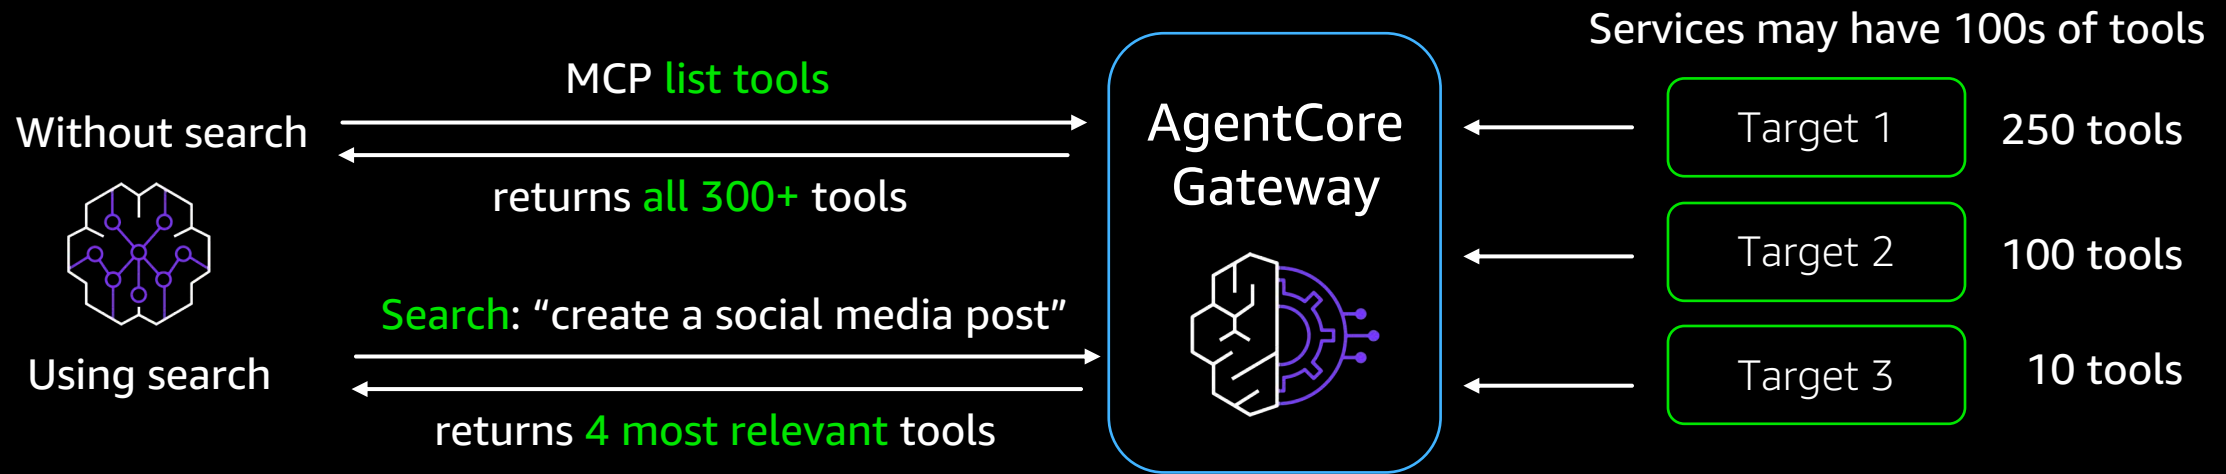 Services may have 100s of tools
MCP list tools
Without search
returns all 300+ tools
Search: “create a social media post”
Using search
returns 4 most relevant tools
AgentCore
Gateway
Target 1
250 tools
Target 2
100 tools
Target 3
10 tools